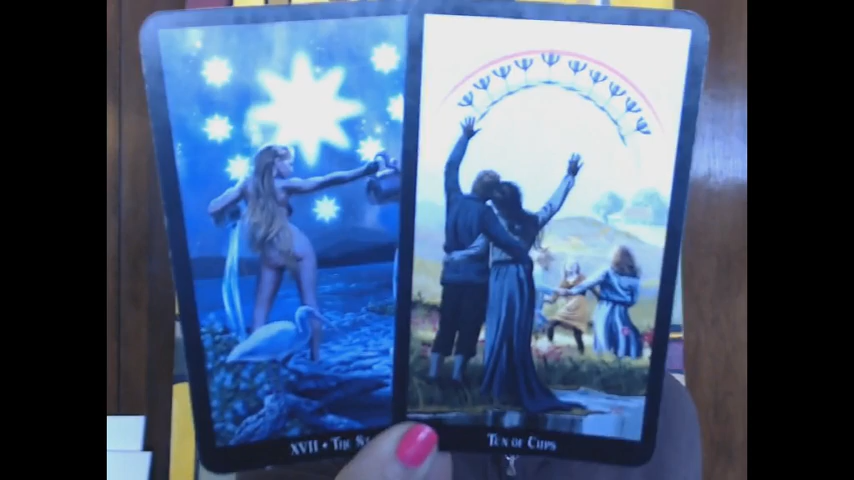 XVII • The
Ten of Cups